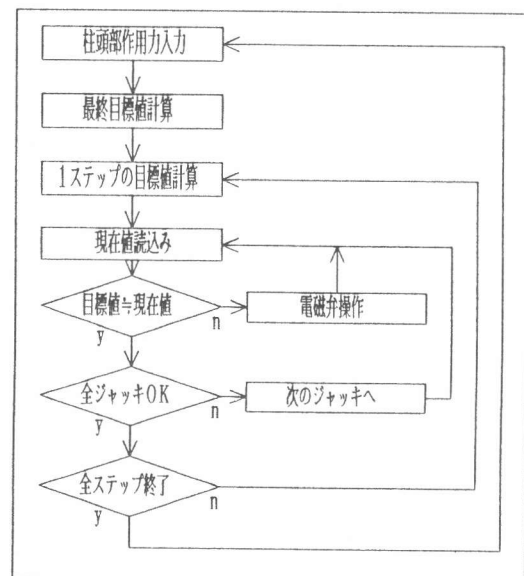 柱頭部作用力入力
最終目標値計算
1ステップの目標値計算
現在値読込み
目標値≒現在値
n
電磁弁操作
y
全ジャッキOK
n
次のジャッキへ
y
全ステップ終了
n
y